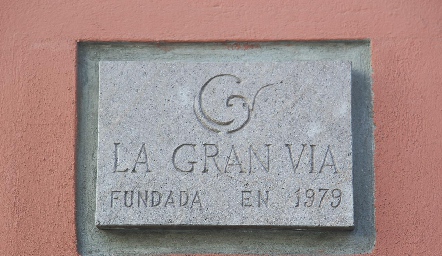 LA GRAN VIA
FUNDADA EN 1979